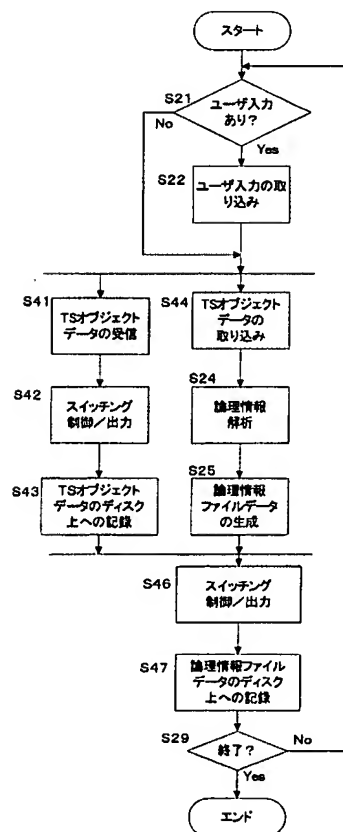 スタート
S21
ユーザ入力
あり?
No
Yes
S22
ユーザ入力の取
り込み
S41
TSオブジェクト
データの受信
S42
スイッチング
制御/出力
S43
TSオブジェクト
データのディスク
上への記録
S44
TSオブジェクト
データの
取り込み
S24
論理情報
解析
S25
論理情報
ファイルデータ
の生成
S46
スイッチング
制御/出力
S47
論理情報ファイル
データのディスク
上への記録
S29
終了?
No
Yes
エンド